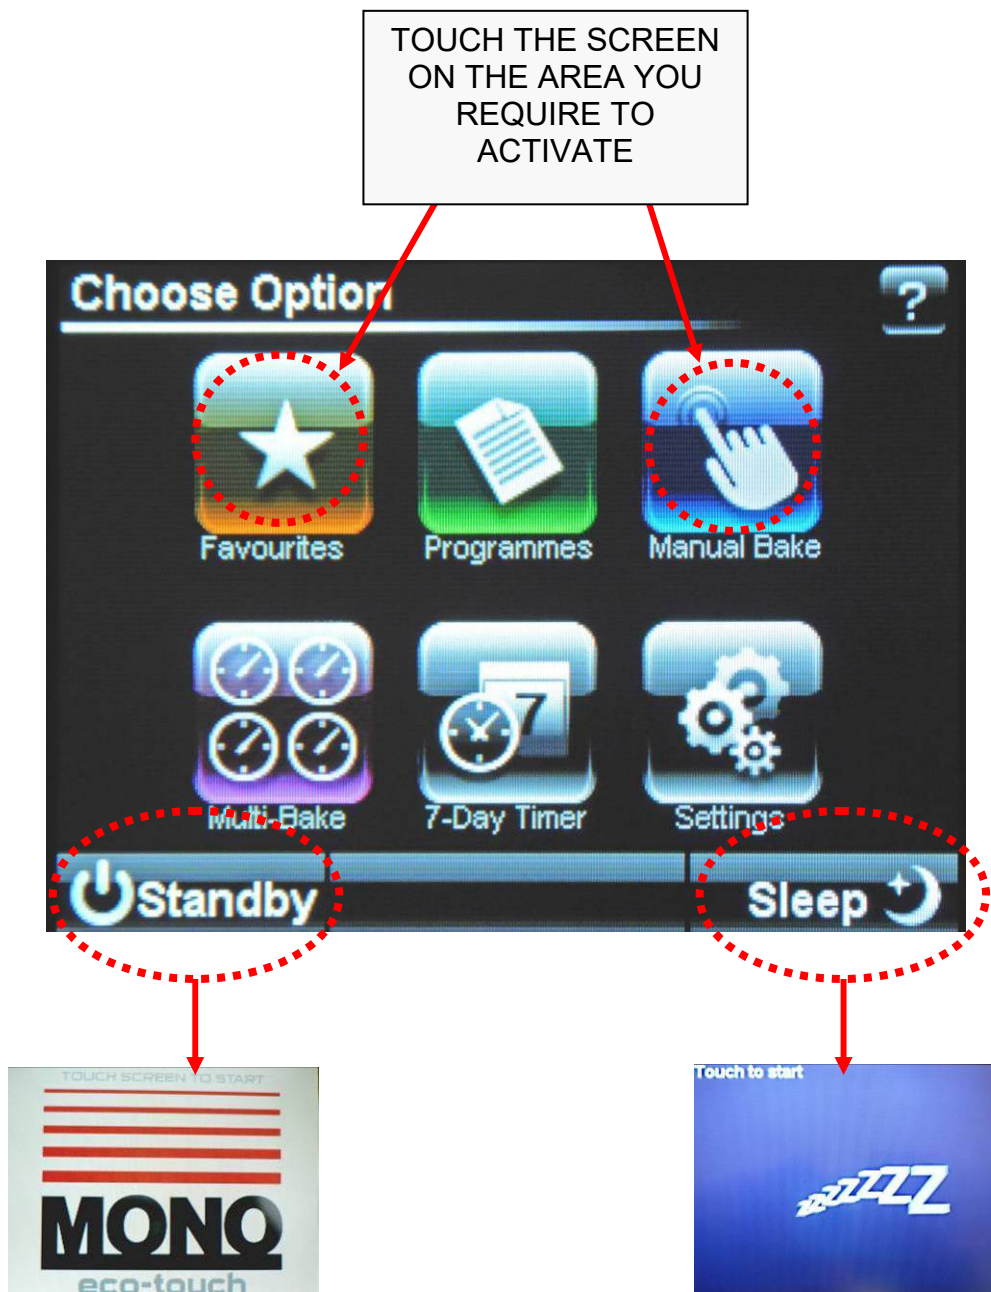 TOUCH THE SCREEN
ON THE AREA YOU
REQUIRE TO
ACTIVATE
Choose Option
?
Favourites
Programmes
Manual Bake
7
Multi-Bake
7-Day Timer
Settings
Standby
Sleep
TOUCH SCREEN TO START
MONO
eco-touch
Touch to start
zzzzzZZ